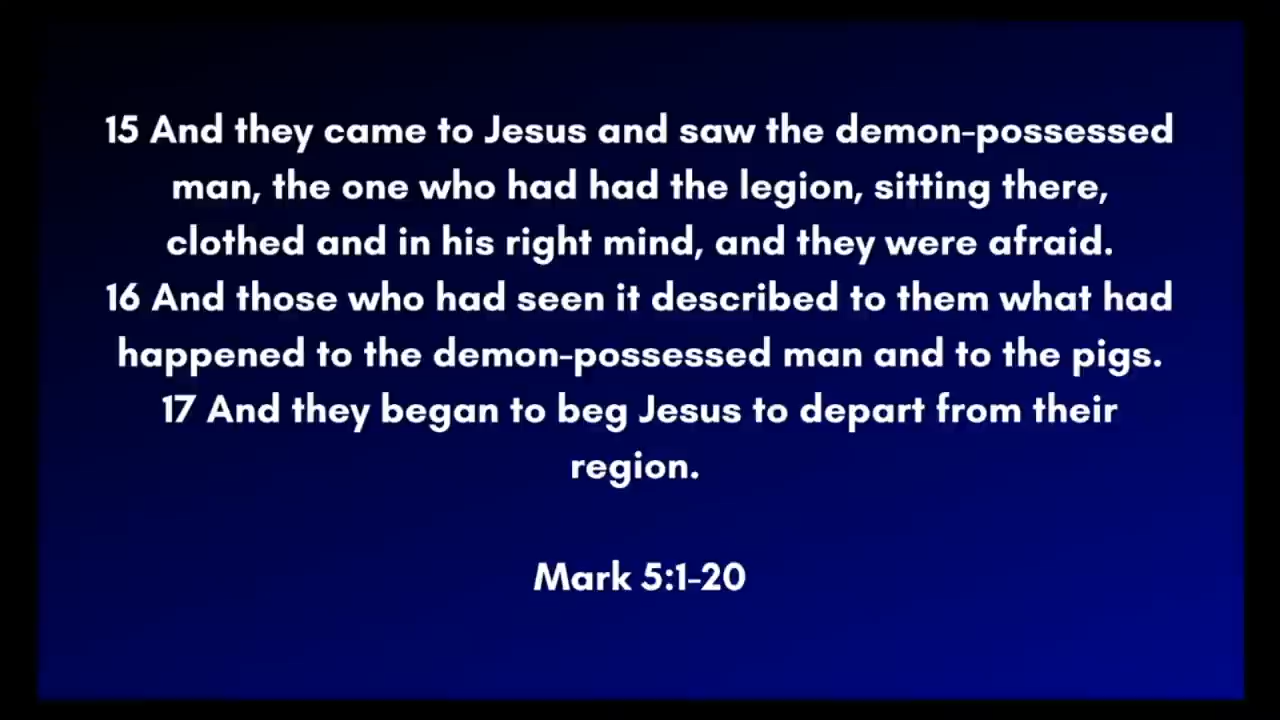 15 And they came to Jesus and saw the demon-possessed
man, the one who had had the legion, sitting there,
clothed and in his right mind, and they were afraid.
16 And those who had seen it described to them what had
happened to the demon-possessed man and to the pigs.
17 And they began to beg Jesus to depart from their
region.
Mark 5:1-20